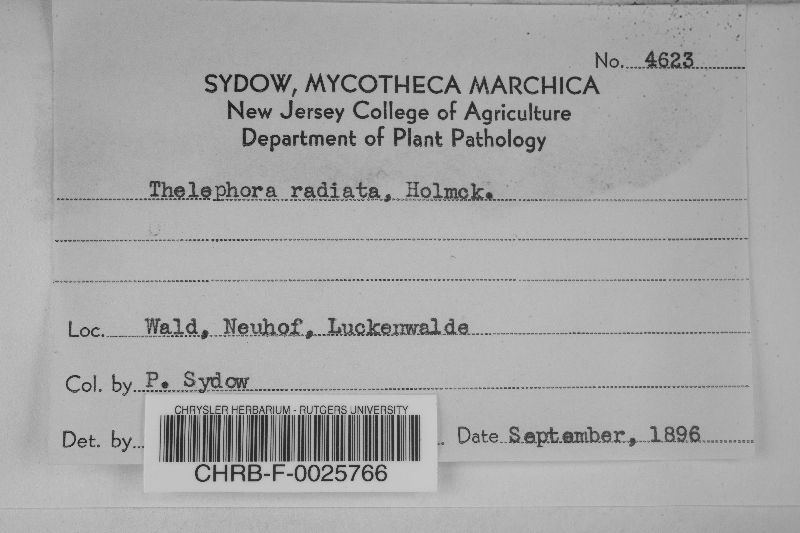 No. 4623
SYDOW, MYCOTHECA MARCHICA
New Jersey College of Agriculture
Department of Plant Pathology
Thelephora radiata, Holmck.
Loc. Wald, Neuhof, Luckenwalde
Col. by P. Sydow
Det. by Date September, 1896
CHRYSLER HERBARIUM - RUTGERS UNIVERSITY
CHRB-F-0025766